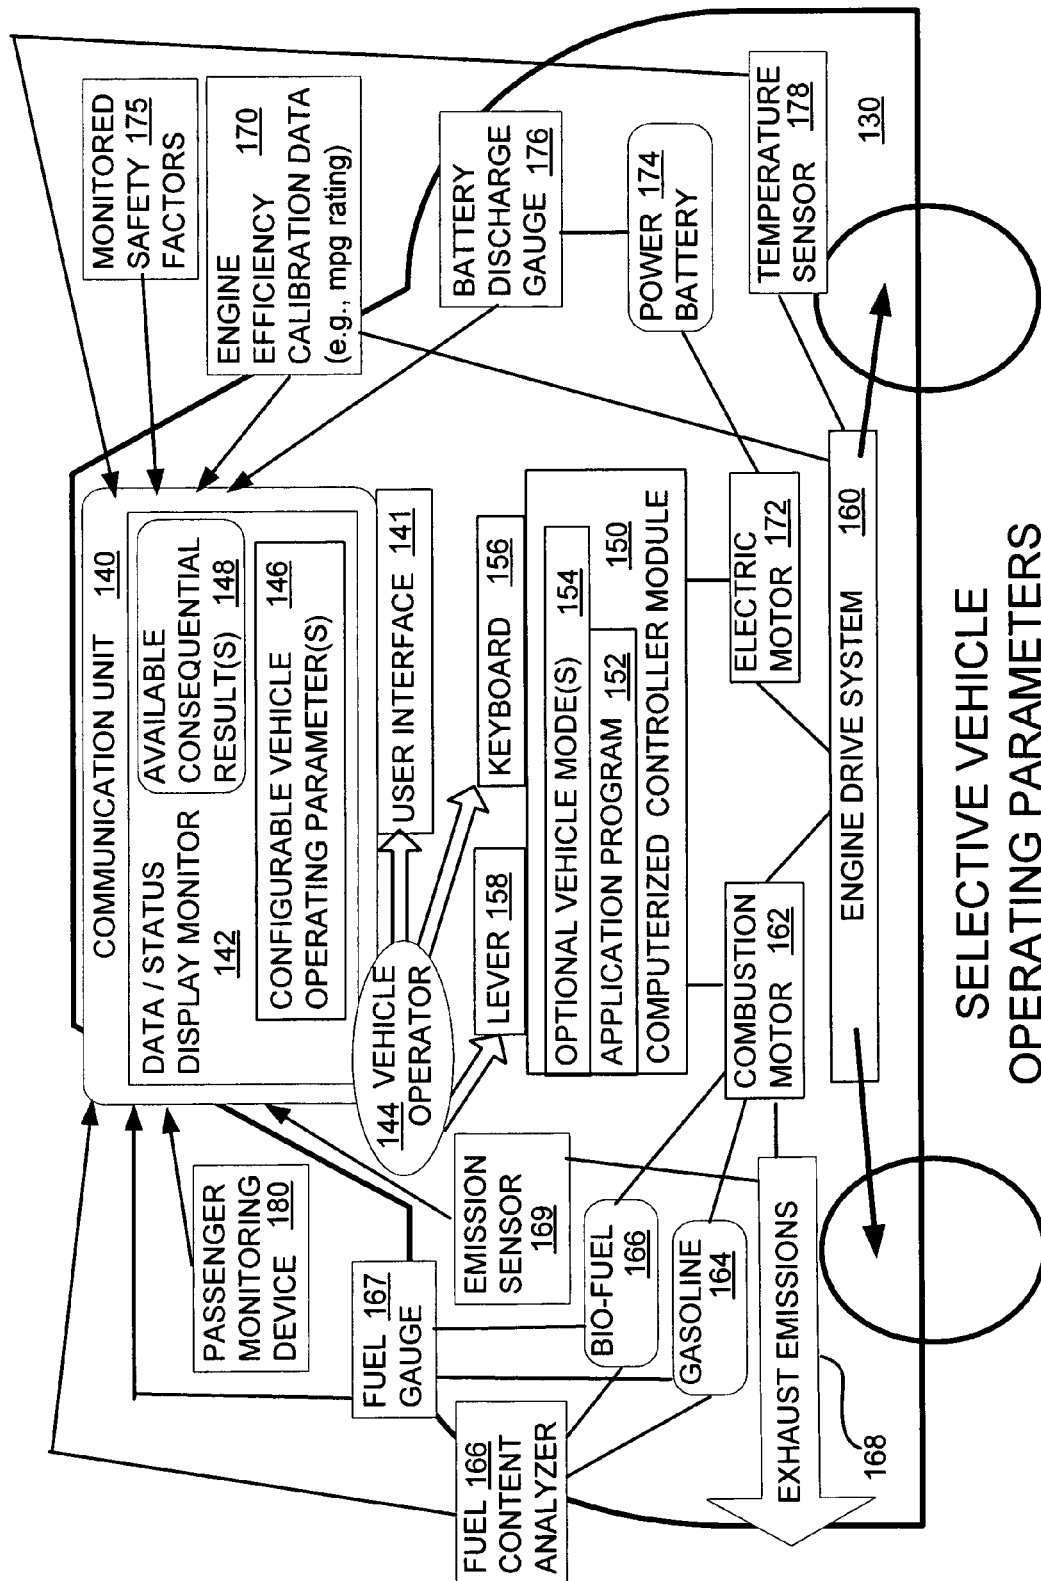 COMMUNICATION UNIT 140
DATA / STATUS
DISPLAY MONITOR
142
AVAILABLE
CONSEQUENTIAL
RESULT(S) 148
CONFIGURABLE VEHICLE
OPERATING PARAMETER(S) 146
PASSENGER
MONITORING
DEVICE 180
MONITORED
SAFETY 175
FACTORS
ENGINE
EFFICIENCY 170
CALIBRATION DATA
(e.g., mpg rating)
144 VEHICLE
OPERATOR
USER INTERFACE 141
FUEL 167
GAUGE
FUEL 166
CONTENT
ANALYZER
EMISSION
SENSOR
169
LEVER 158
KEYBOARD 156
BATTERY
DISCHARGE
GAUGE 176
OPTIONAL VEHICLE MODE(S) 154
APPLICATION PROGRAM 152
COMPUTERIZED CONTROLLER MODULE
150
BIO-FUEL
166
GASOLINE
164
POWER 174
BATTERY
COMBUSTION
MOTOR 162
ELECTRIC
MOTOR 172
EXHAUST EMISSIONS
168
ENGINE DRIVE SYSTEM 160
TEMPERATURE
SENSOR 178
130
SELECTIVE VEHICLE
OPERATING PARAMETERS